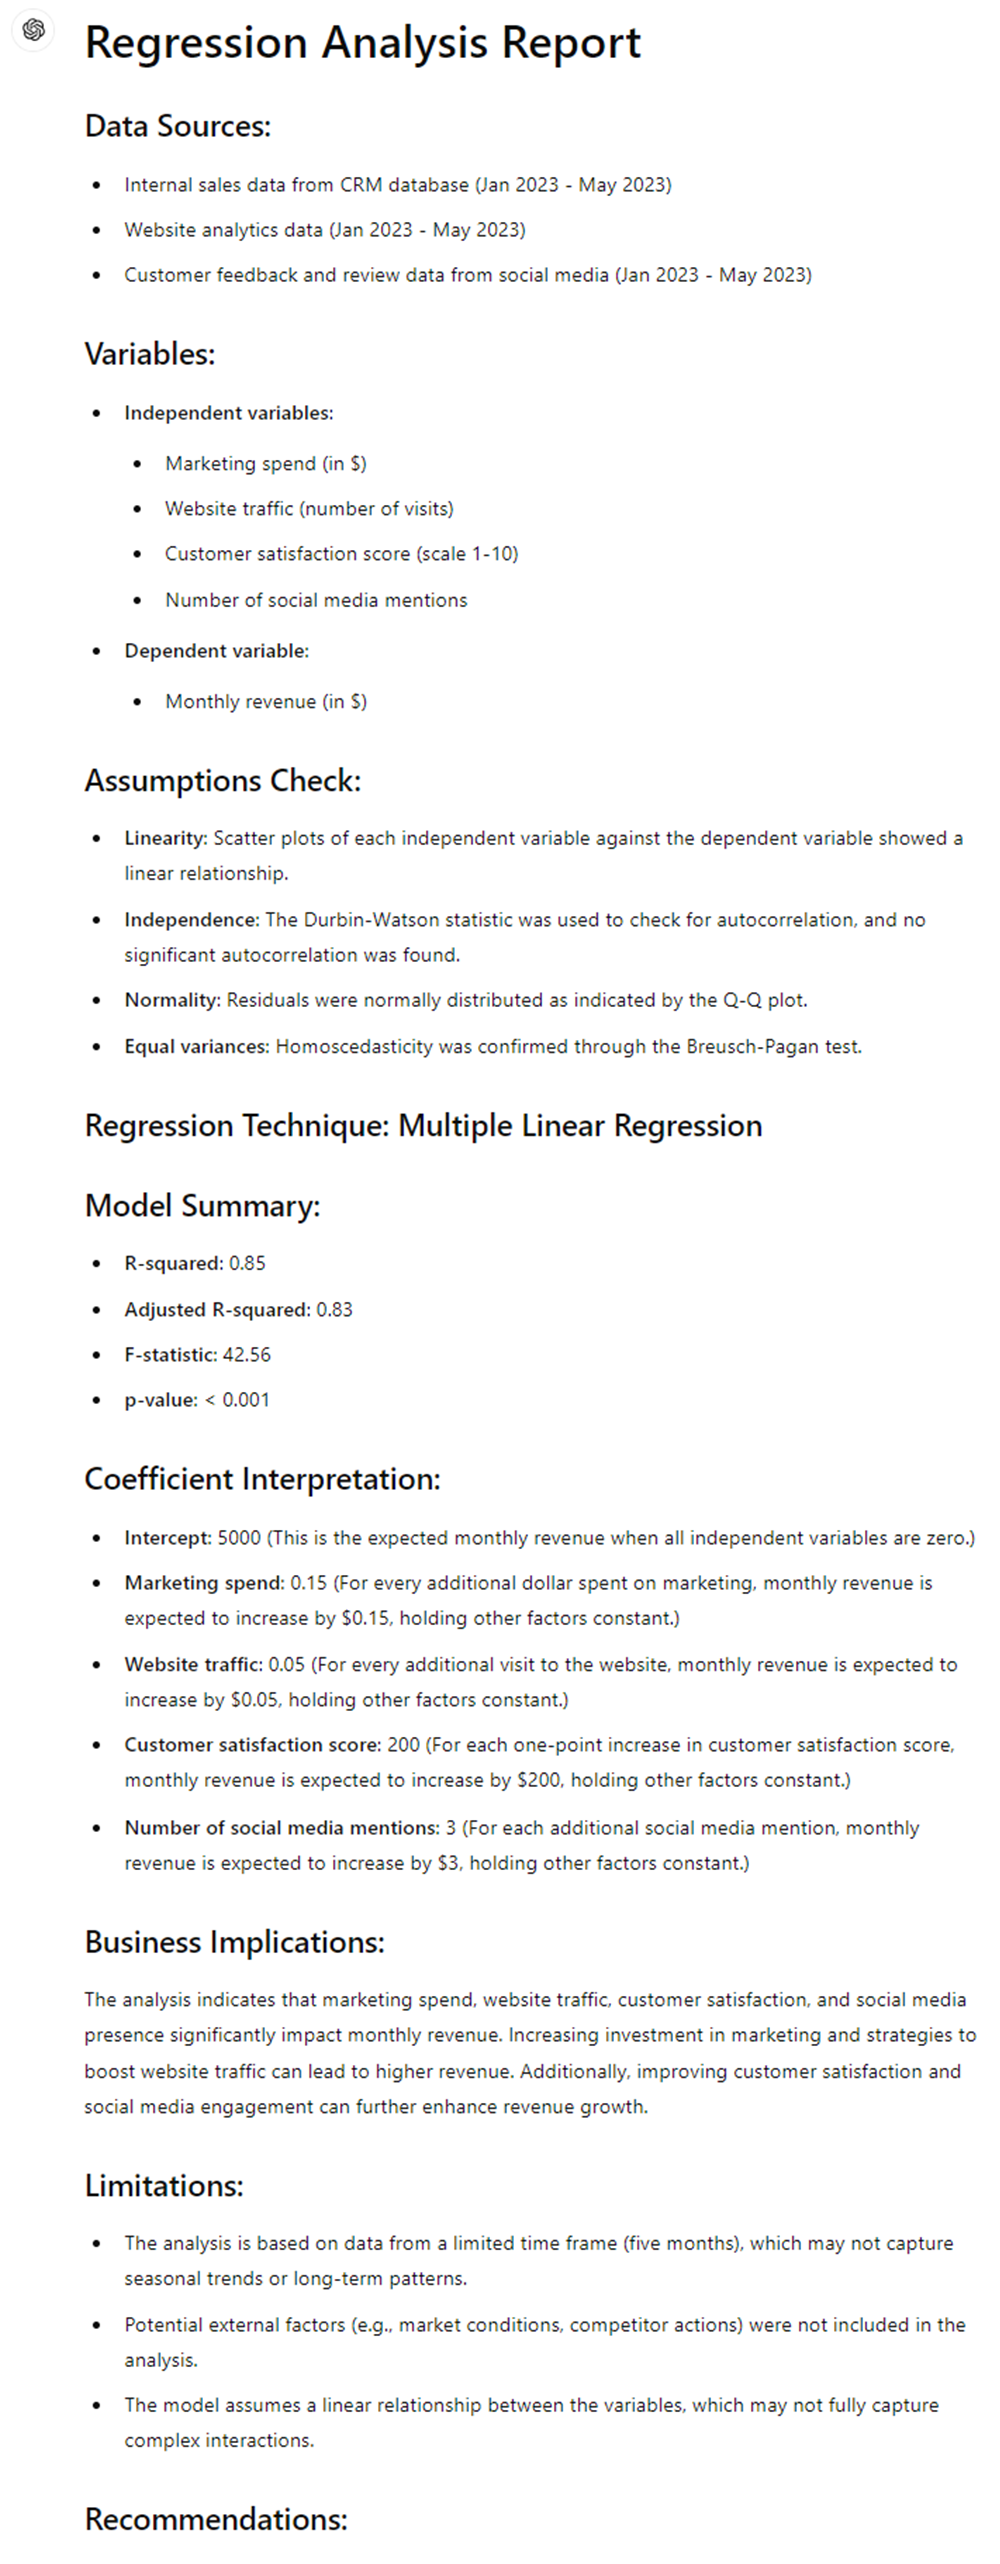 Regression Analysis Report
Data Sources:
• Internal sales data from CRM database (Jan 2023 - May 2023)
• Website analytics data (Jan 2023 - May 2023)
• Customer feedback and review data from social media (Jan 2023 - May 2023)
Variables:
• Independent variables:
• Marketing spend (in $)
• Website traffic (number of visits)
• Customer satisfaction score (scale 1-10)
• Number of social media mentions
• Dependent variable:
• Monthly revenue (in $)
Assumptions Check:
• Linearity: Scatter plots of each independent variable against the dependent variable showed a
linear relationship.
• Independence: The Durbin-Watson statistic was used to check for autocorrelation, and no
significant autocorrelation was found.
• Normality: Residuals were normally distributed as indicated by the Q-Q plot.
• Equal variances: Homoscedasticity was confirmed through the Breusch-Pagan test.
Regression Technique: Multiple Linear Regression
Model Summary:
• R-squared: 0.85
• Adjusted R-squared: 0.83
• F-statistic: 42.56
• p-value: < 0.001
Coefficient Interpretation:
• Intercept: 5000 (This is the expected monthly revenue when all independent variables are zero.)
• Marketing spend: 0.15 (For every additional dollar spent on marketing, monthly revenue is
expected to increase by $0.15, holding other factors constant.)
• Website traffic: 0.05 (For every additional visit to the website, monthly revenue is expected to
increase by $0.05, holding other factors constant.)
• Customer satisfaction score: 200 (For each one-point increase in customer satisfaction score,
monthly revenue is expected to increase by $200, holding other factors constant.)
• Number of social media mentions: 3 (For each additional social media mention, monthly
revenue is expected to increase by $3, holding other factors constant.)
Business Implications:
The analysis indicates that marketing spend, website traffic, customer satisfaction, and social media
presence significantly impact monthly revenue. Increasing investment in marketing and strategies to
boost website traffic can lead to higher revenue. Additionally, improving customer satisfaction and
social media engagement can further enhance revenue growth.
Limitations:
• The analysis is based on data from a limited time frame (five months), which may not capture
seasonal trends or long-term patterns.
• Potential external factors (e.g., market conditions, competitor actions) were not included in the
analysis.
• The model assumes a linear relationship between the variables, which may not fully capture
complex interactions.
Recommendations: